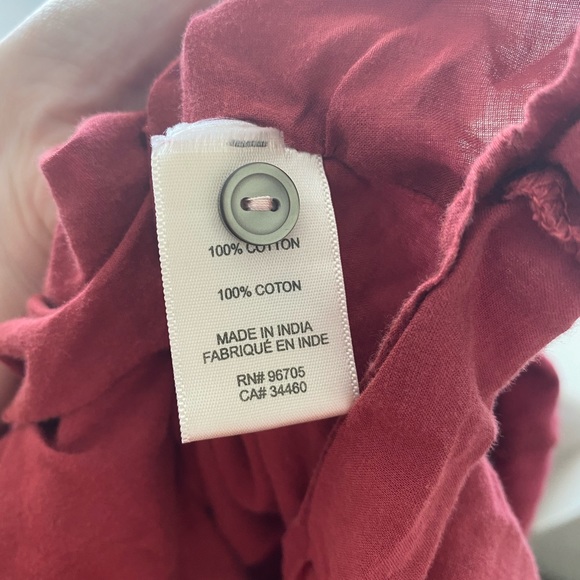 100% COTTON
100% COTON
MADE IN INDIA
FABRIQUÉ EN INDE
RN# 96705
CA# 34460